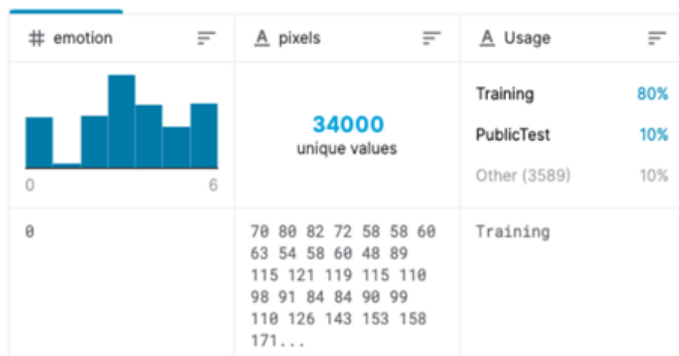 # emotion
A pixels
A Usage
0 6
34000
unique values
Training 80%
PublicTest 10%
Other (3589) 10%
0
70 80 82 72 58 58 60
63 54 58 60 48 89
115 121 119 115 110
98 91 84 84 90 99
110 126 143 153 158
171...
Training